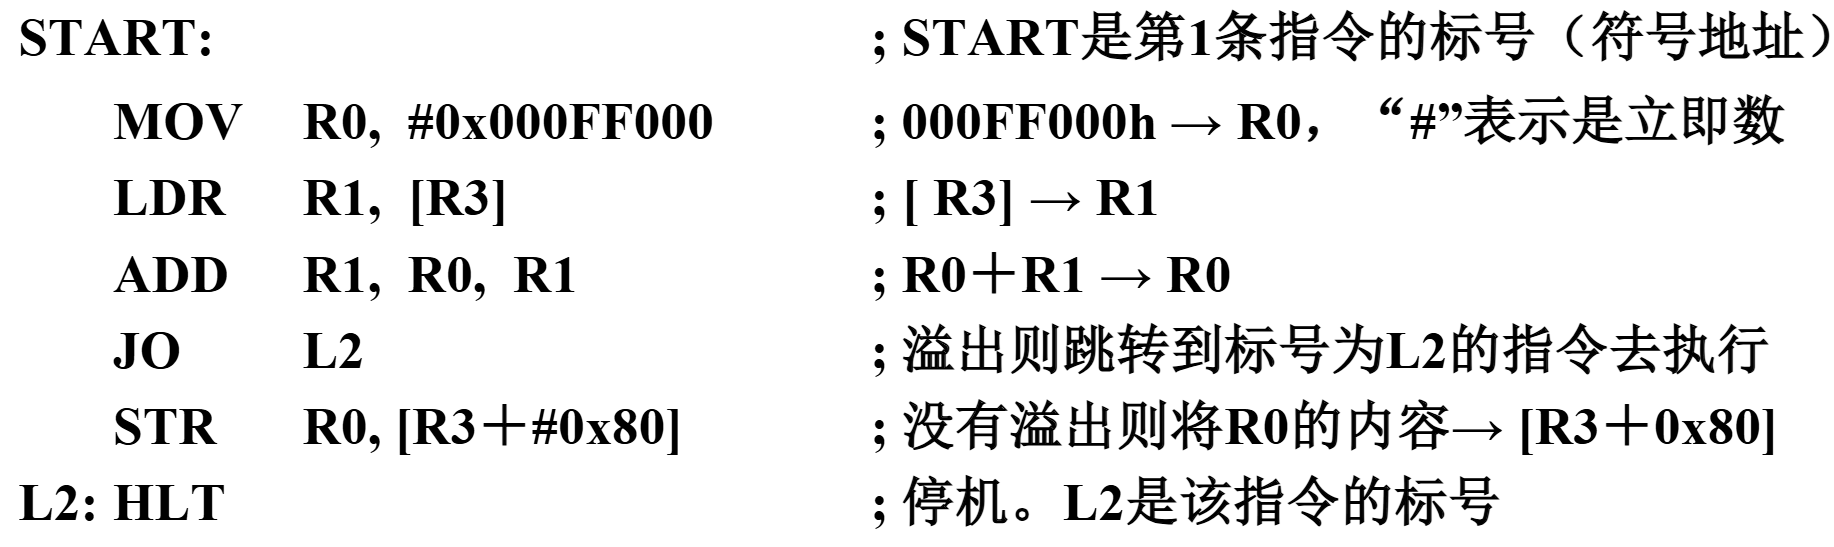 START: ; START是第1条指令的标号（符号地址）
MOV R0, #0x000FF000 ; 000FF000h → R0，“#”表示是立即数
LDR R1, [R3] ; [ R3] → R1
ADD R1, R0, R1 ; R0＋R1 → R0
JO L2 ; 溢出则跳转到标号为L2的指令去执行
STR R0, [R3＋#0x80] ; 没有溢出则将R0的内容→ [R3＋0x80]
L2: HLT ; 停机。L2是该指令的标号